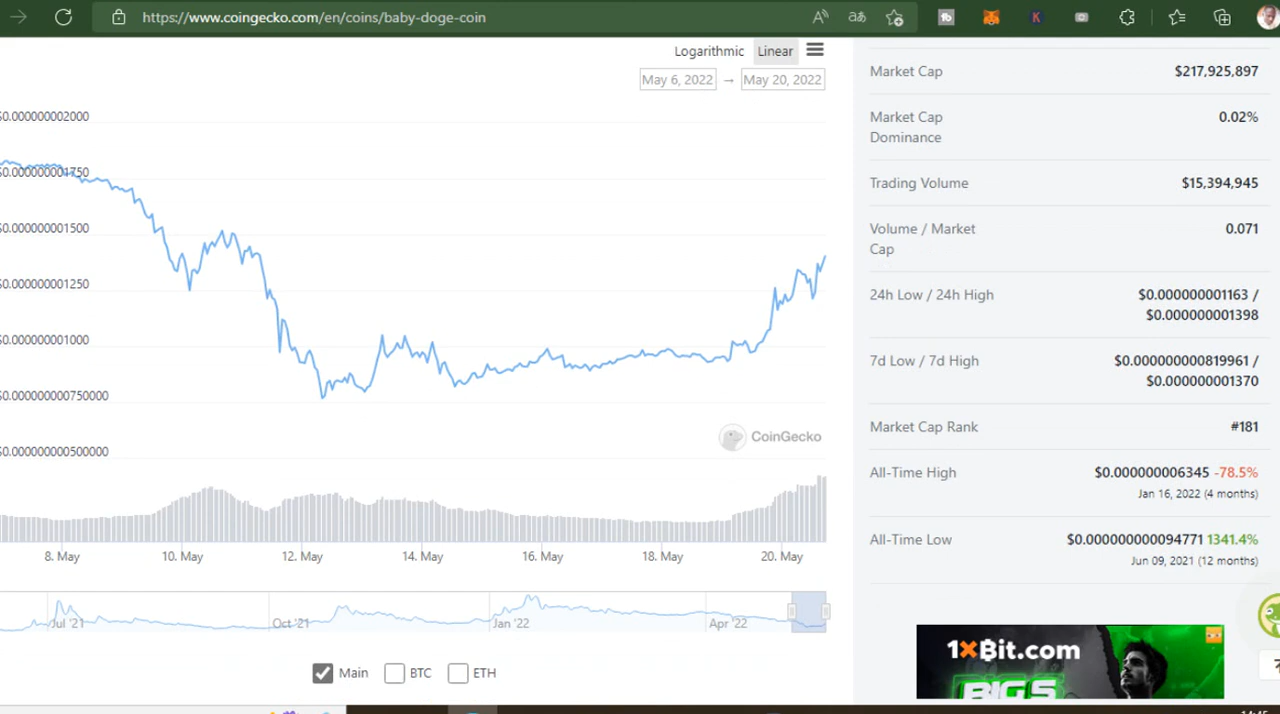 https://www.coingecko.com/en/coins/baby-doge-coin
Logarithmic Linear
May 6, 2022 → May 20, 2022
$0.000000002000
$0.000000001750
$0.000000001500
$0.000000001250
$0.000000001000
$0.000000000750000
$0.000000000500000
CoinGecko
8. May 10. May 12. May 14. May 16. May 18. May 20. May
Jul '21 Oct '21 Jan '22 Apr '22
Main BTC ETH
Market Cap $217,925,897
Market Cap
Dominance 0.02%
Trading Volume $15,394,945
Volume / Market
Cap 0.071
24h Low / 24h High $0.000000001163 /
$0.000000001398
7d Low / 7d High $0.000000000819961 /
$0.000000001370
Market Cap Rank #181
All-Time High $0.000000006345 -78.5%
Jan 16, 2022 (4 months)
All-Time Low $0.000000000094771 1341.4%
Jun 09, 2021 (12 months)
1xBit.com